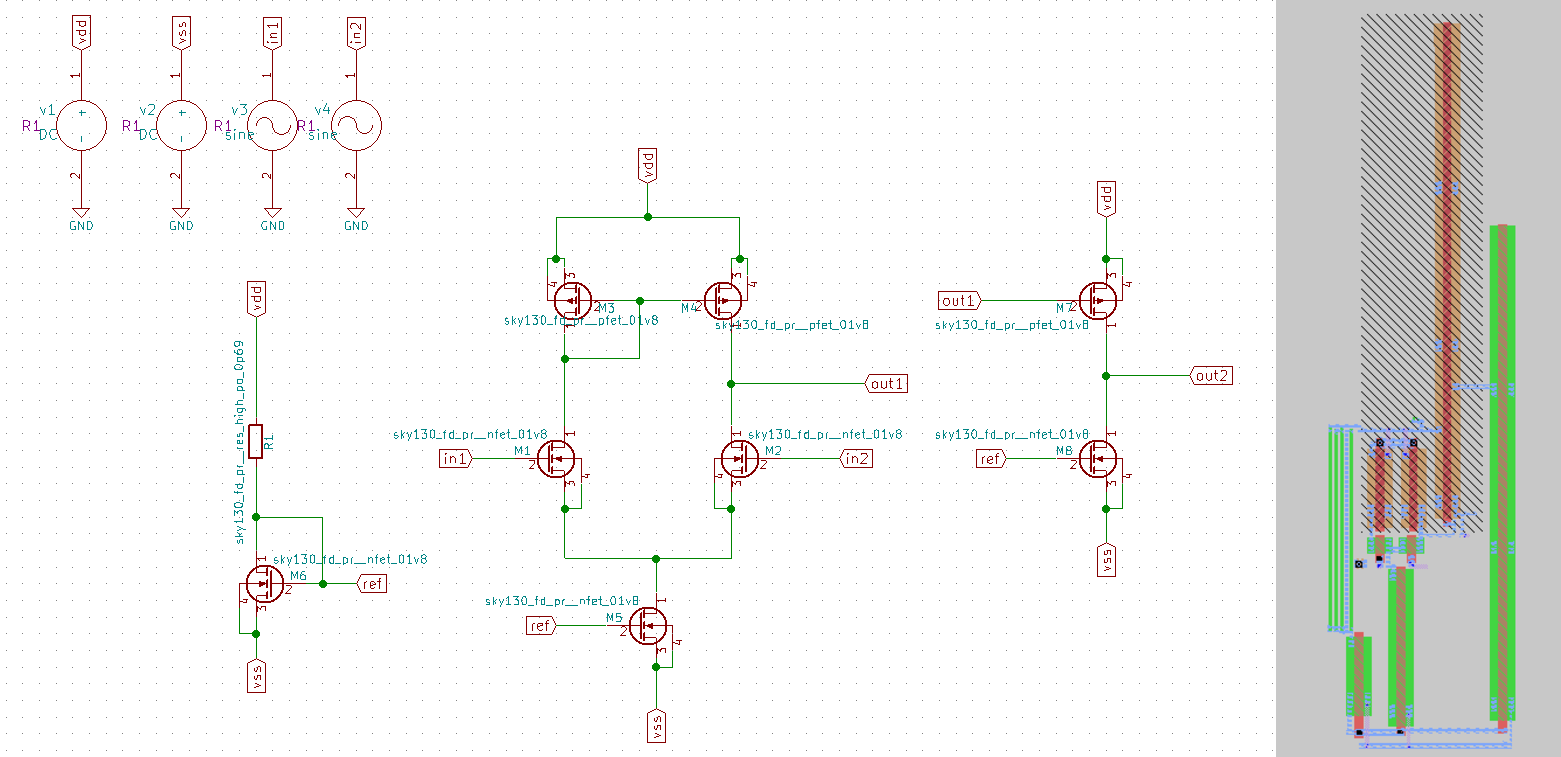 vdd
vss
in1
in2
1
1
1
1
v1
R1
DC
v2
R1
DC
v3
R1
sine
v4
R1
sine
2
2
2
2
GND
GND
GND
GND
vdd
vdd
3
4
M3
2
1
sky130_fd_pr__pfet_01v8
3
4
M4
2
1
sky130_fd_pr__pfet_01v8
out1
vdd
out1
3
4
M7
2
1
sky130_fd_pr__pfet_01v8
out2
vdd
sky130_fd_pr__res_high_po_0p69
R1
sky130_fd_pr__nfet_01v8
in1
M1
1
2
3
4
sky130_fd_pr__nfet_01v8
in2
M2
1
2
3
4
sky130_fd_pr__nfet_01v8
ref
M8
1
2
3
4
vss
sky130_fd_pr__nfet_01v8
M6
1
2
3
4
ref
vss
sky130_fd_pr__nfet_01v8
ref
M5
1
2
3
4
vss